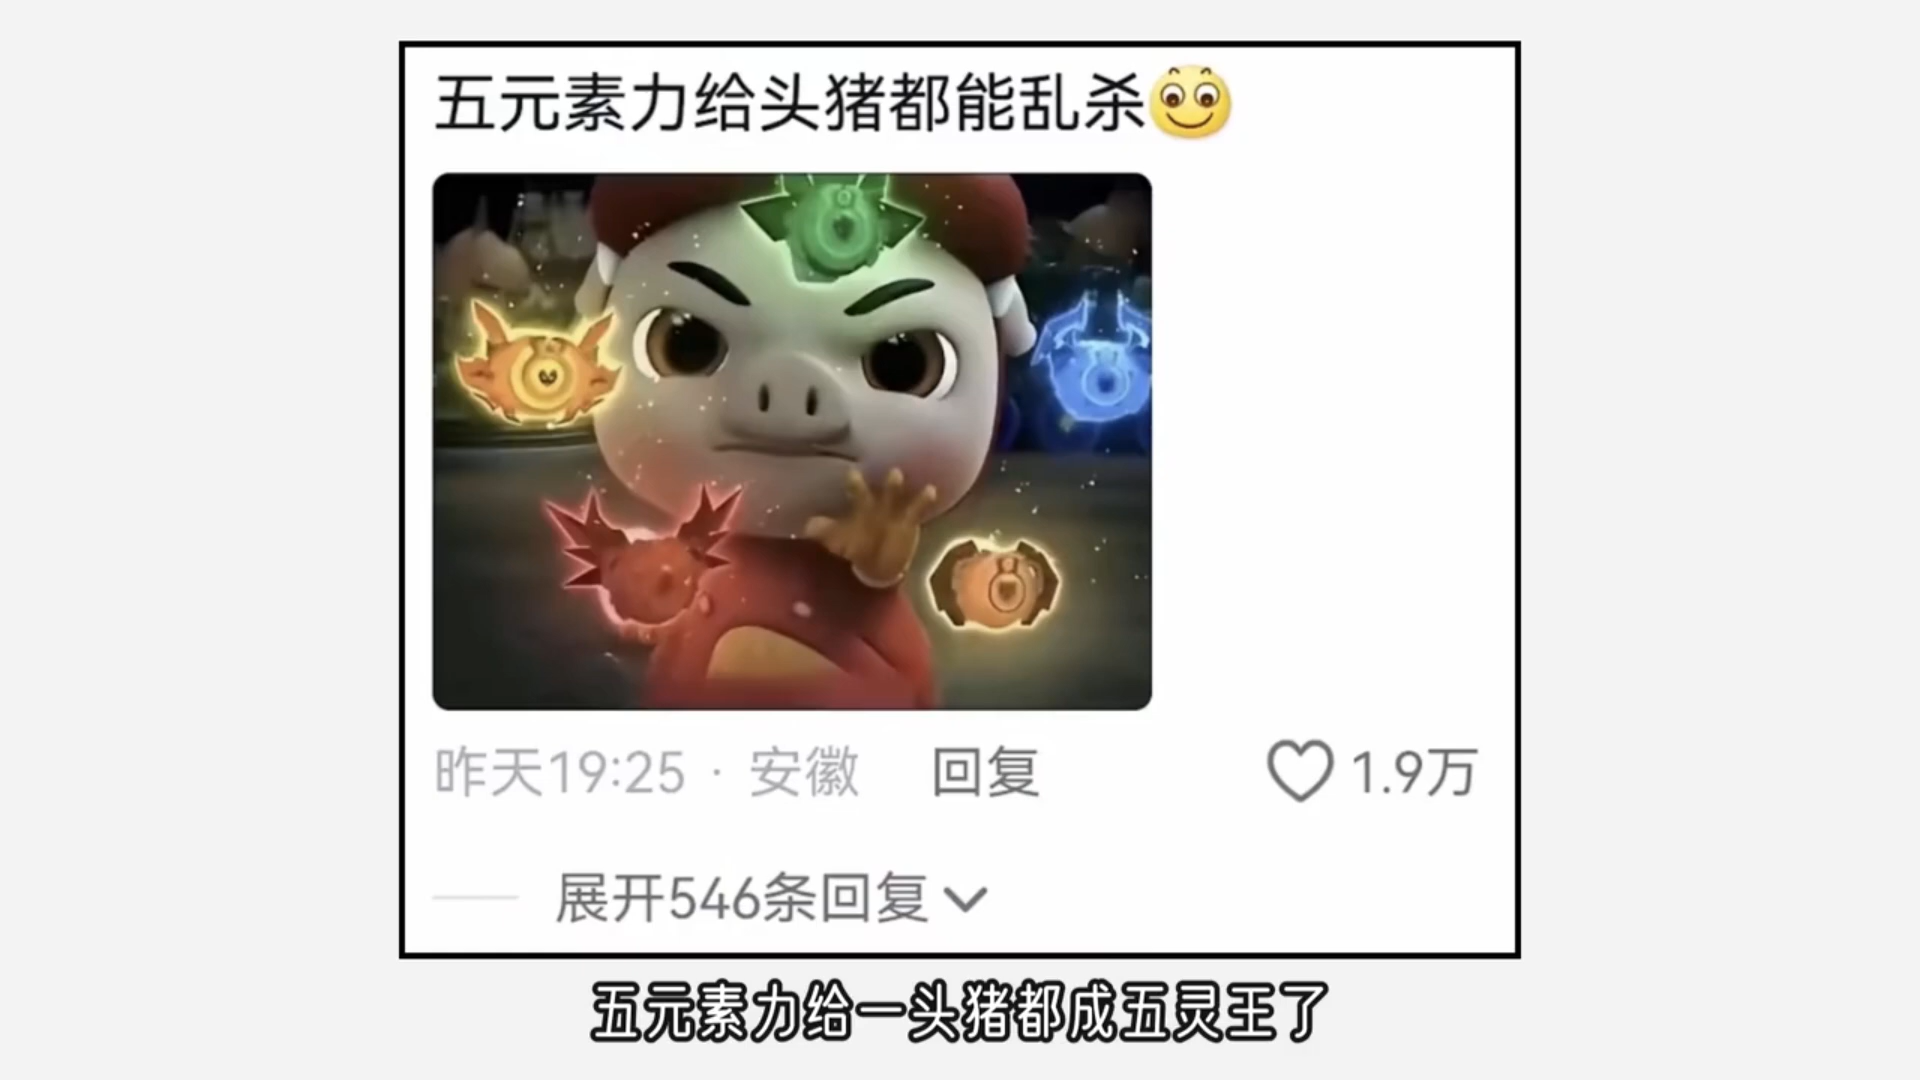 五元素力给头猪都能乱杀
昨天19:25 · 安徽 回复 1.9万
展开546条回复
五元素力给一头猪都成五灵王了